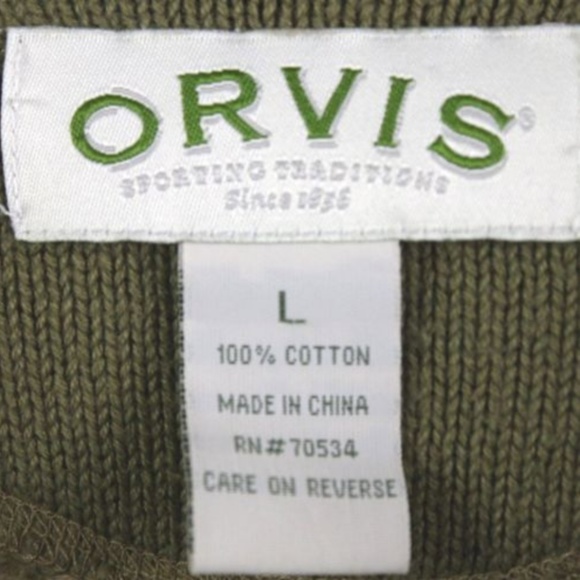 ORVIS®
SPORTING TRADITIONS
Since 1856
L
100% COTTON
MADE IN CHINA
RN#70534
CARE ON REVERSE